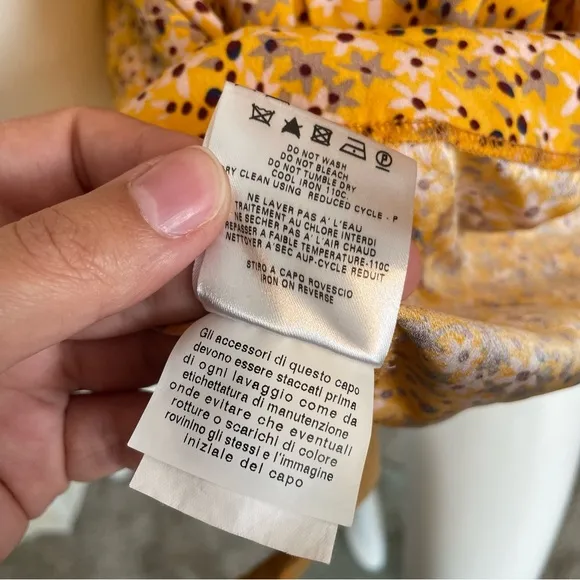 DO NOT WASH
DO NOT BLEACH
DO NOT TUMBLE DRY
COOL IRON 110C
DRY CLEAN USING REDUCED CYCLE - P
NE LAVER PAS A' L'EAU
TRAITEMENT AU CHLORE INTERDI
NE SECHER PAS A L'AIR CHAUD
REPASSER A FAIBLE TEMPERATURE-110C
NETTOYER A'SEC AUP-CYCLE REDUIT
STIRO A CAPO ROVESCIO
IRON ON REVERSE
Gli accessori di questo capo
devono essere staccati prima
di ogni lavaggio come da
etichettatura di manutenzione
onde evitare che eventuali
rotture o scarichi di colore
rovinino gli stessi e l'immagine
iniziale del capo